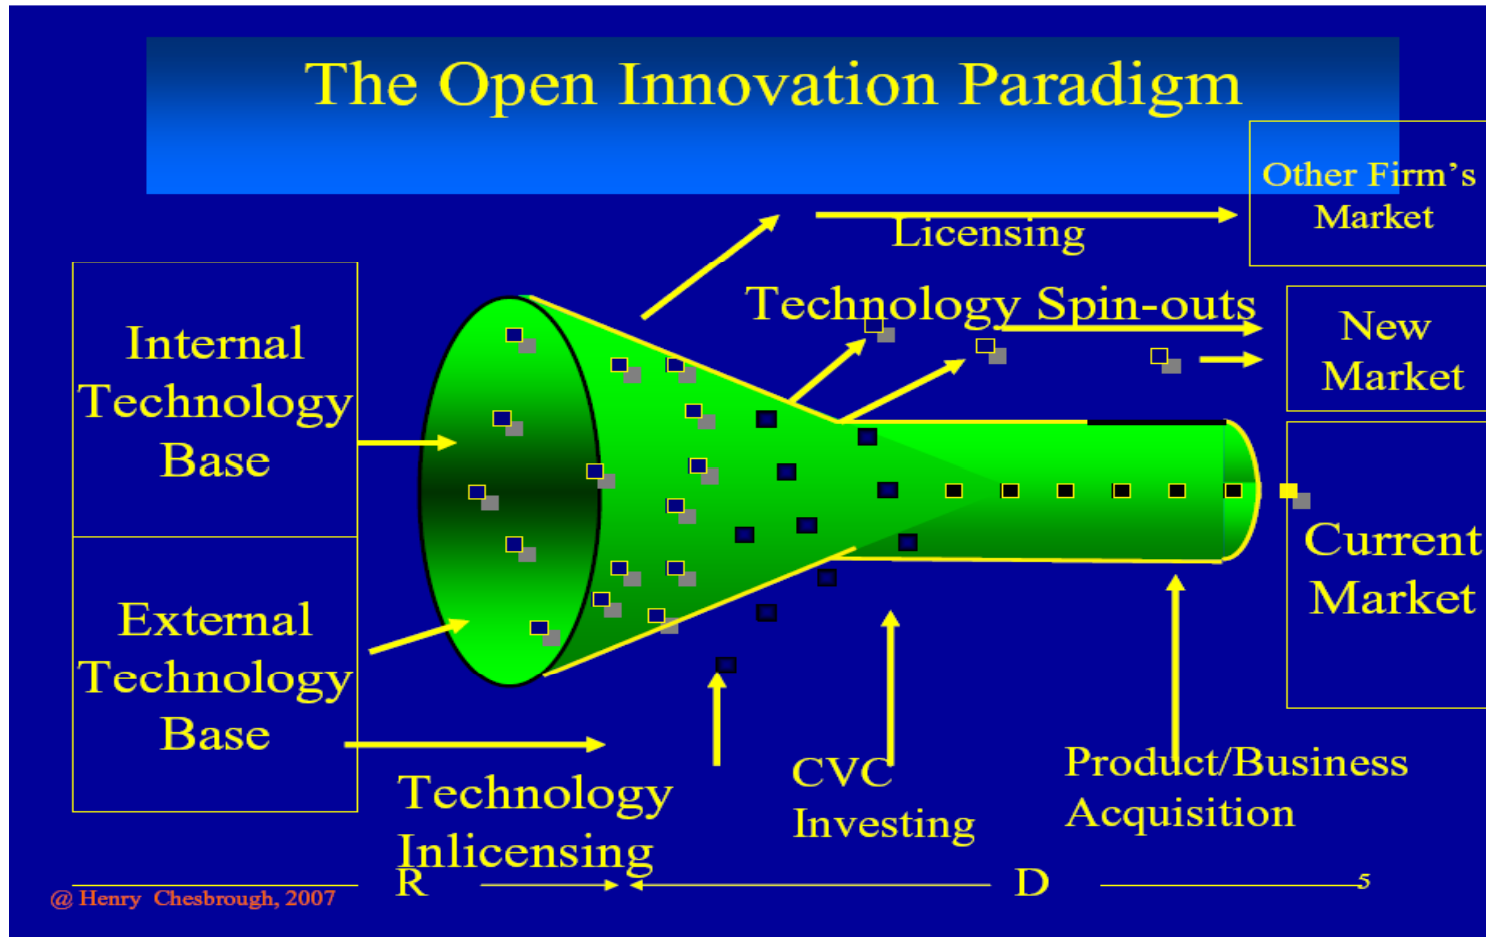 The Open Innovation Paradigm
Other Firm's
Market
Licensing
Technology Spin-outs
New
Market
Internal
Technology
Base
External
Technology
Base
Current
Market
Technology
Inlicensing
CVC
Investing
Product/Business
Acquisition
R
D
5
@ Henry Chesbrough, 2007